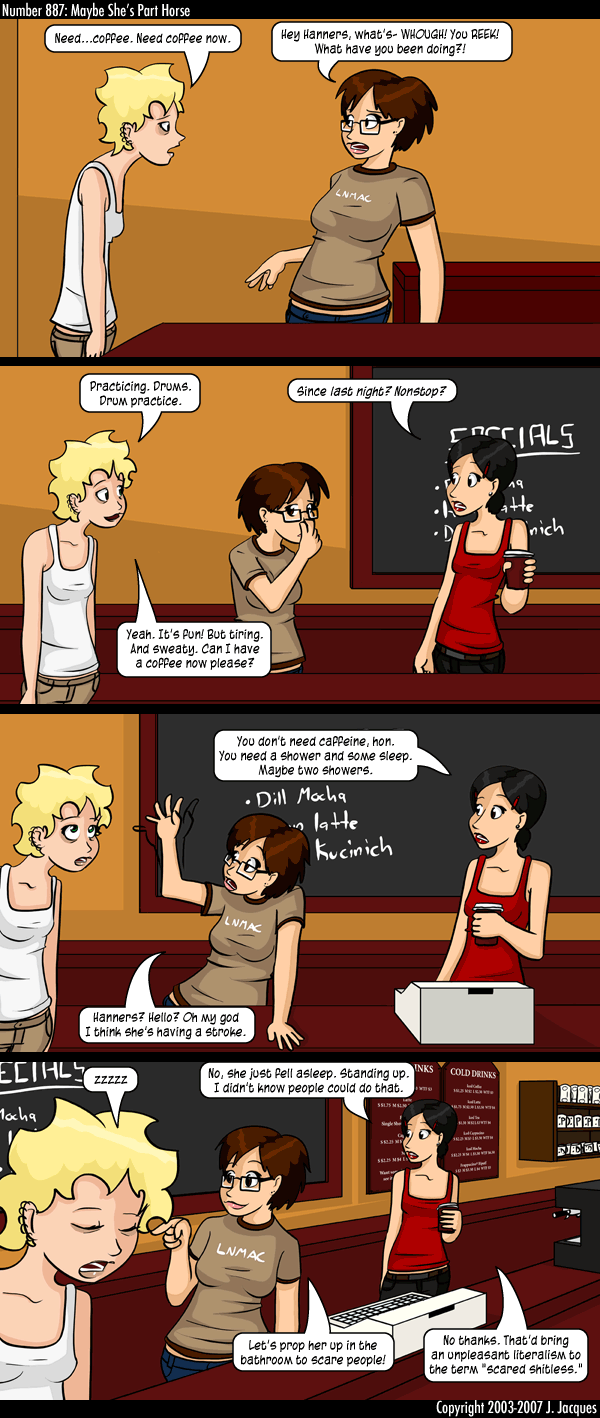 Number 887: Maybe She's Part Horse
Need...coffee. Need coffee now.
Hey Hanners, what's- WHOUGH! You REEK!
What have you been doing?!
LNMAC
Practicing. Drums.
Drum practice.
Since last night? Nonstop?
SPECIALS
Yeah. It's fun! But tiring.
And sweaty. Can I have
a coffee now please?
You don't need caffeine, hon.
You need a shower and some sleep.
Maybe two showers.
• Dill Mocha
latte
Kucinich
LNMAC
Hanners? Hello? Oh my god
I think she's having a stroke.
zzzzz
No, she just fell asleep. Standing up.
I didn't know people could do that.
COLD DRINKS
LNMAC
Let's prop her up in the
bathroom to scare people!
No thanks. That'd bring
an unpleasant literalism to
the term "scared shitless."
Copyright 2003-2007 J. Jacques